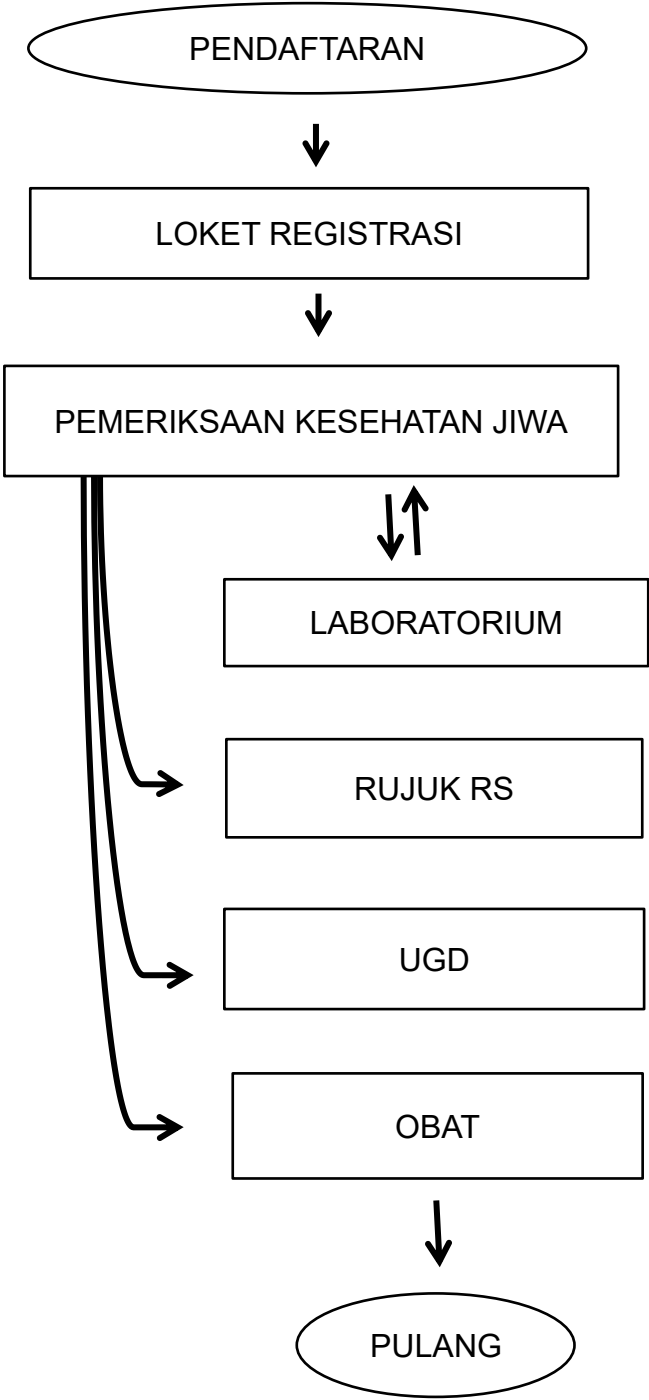 PENDAFTARAN
LOKET REGISTRASI
PEMERIKSAAN KESEHATAN JIWA
LABORATORIUM
RUJUK RS
UGD
OBAT
PULANG